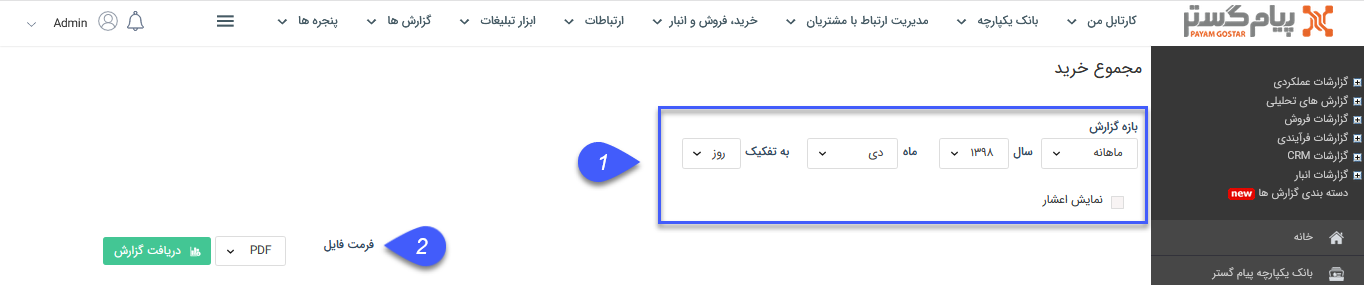 پیام گستر
PAYAM GOSTAR
کارتابل من
بانک یکپارچه
مدیریت ارتباط با مشتریان
خرید، فروش و انبار
ارتباطات
ابزار تبلیغات
گزارش ها
پنجره ها
Admin
گزارشات عملکردی
گزارش های تحلیلی
گزارشات فروش
گزارشات فرآیندی
گزارشات CRM
گزارشات انبار
دسته بندی گزارش ها new
خانه
بانک یکپارچه پیام گستر
مجموع خرید
بازه گزارش
ماهانه سال ۱۳۹۸ ماه دی به تفکیک روز
1
نمایش اعشار
2
فرمت فایل PDF دریافت گزارش